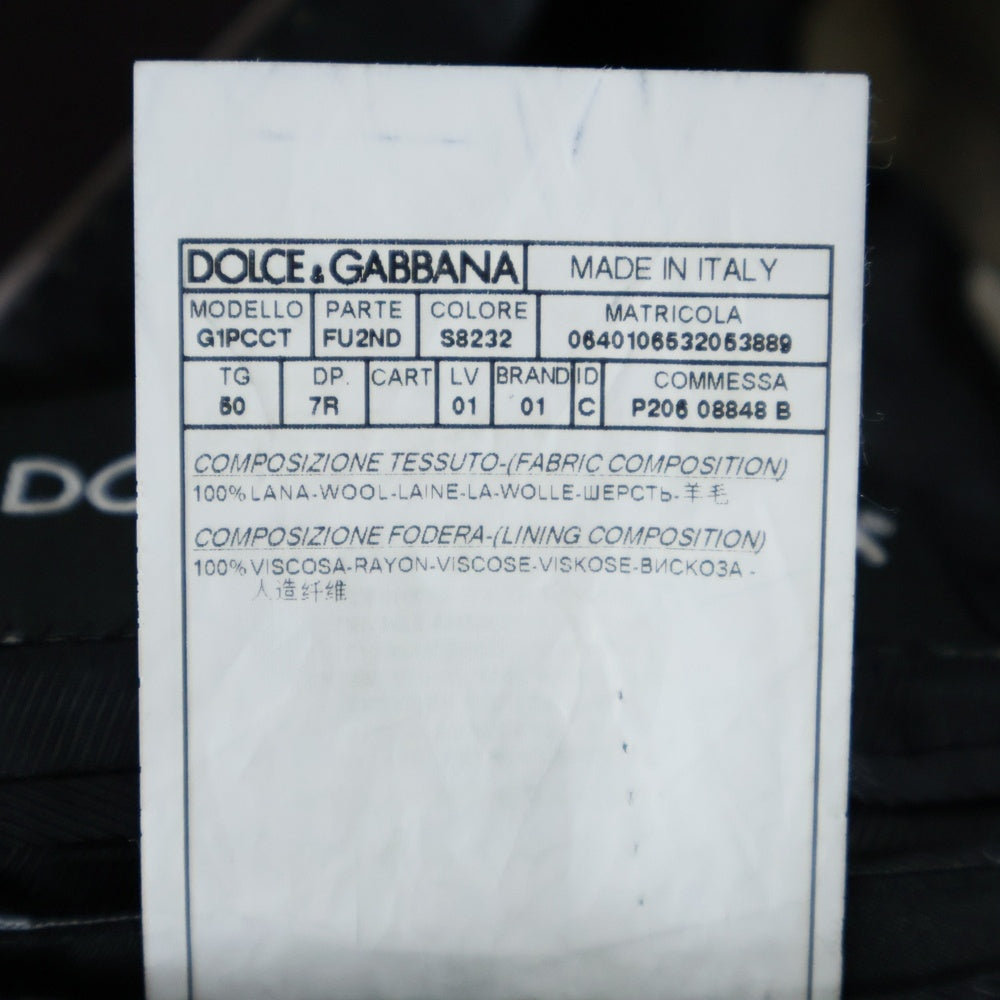 DOLCE & GABBANA MADE IN ITALY
MODELLO PARTE COLORE MATRICOLA
G1PCCT FU2ND S8232 0640106532053889
TG DP. CART LV BRAND ID COMMESSA
50 7R 01 01 C P206 08848 B
COMPOSIZIONE TESSUTO-(FABRIC COMPOSITION)
100% LANA-WOOL-LAINE-LA-WOLLE-ШЕРСТЬ-羊毛
COMPOSIZIONE FODERA-(LINING COMPOSITION)
100% VISCOSA-RAYON-VISCOSE-VISKOSE-ВИСКОЗА -
人造纤维